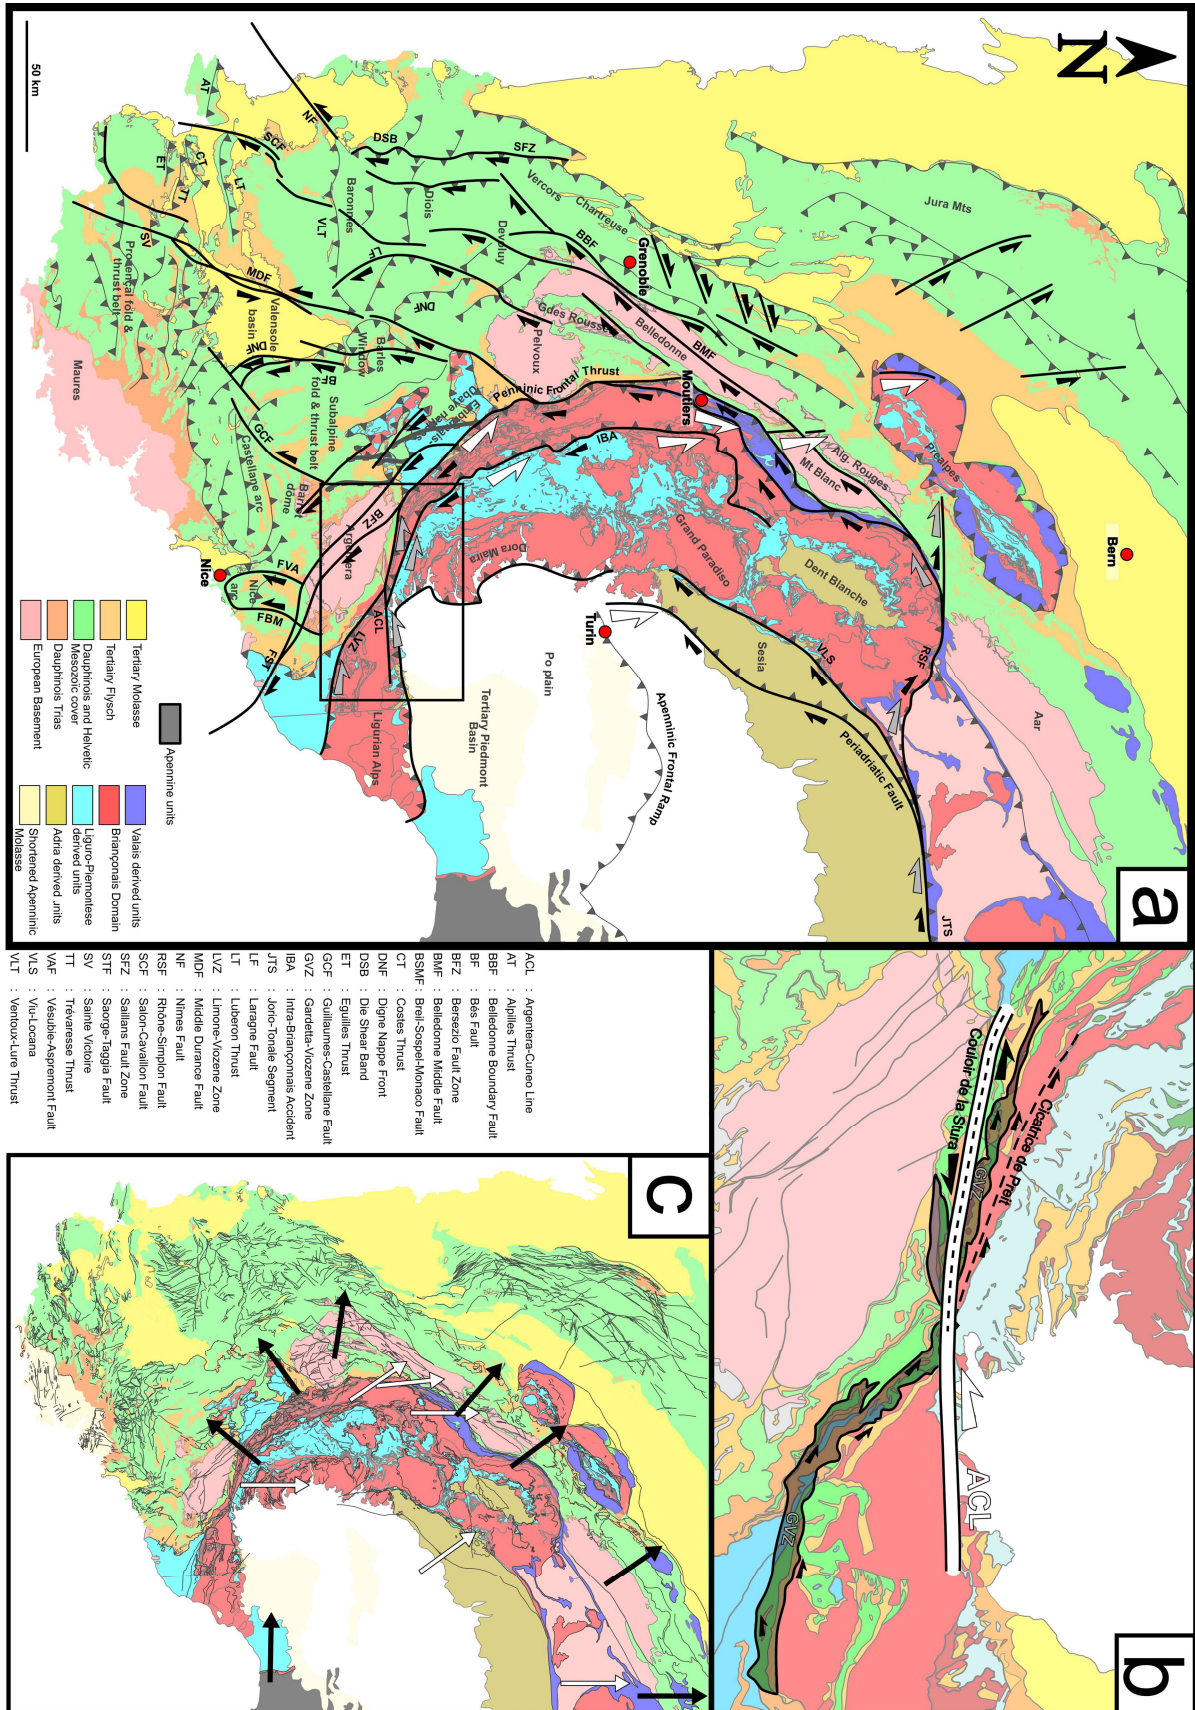 a
N
50 km
Jura Mts
Bern
Prealpes
Aar
JTS
RSF
Aig. Rouges
Mt Blanc
Dent Blanche
Periadriatic Fault
VLS
Sesia
Grand Paradiso
Chartreuse
Vercors
Grenoble
BBF
Belledonne
BMF
Gdes Rousses
Moutiers
Penninic Frontal Thrust
Pelvoux
IBA
SFZ
DSB
Diois
Devoluy
Baronnies
VLT
LF
DNF
NF
SCF
AT
LT
CT
TT
ET
SV
MDF
Valensole
basin
Barles
Window
DNF
BF
Subalpine
fold & thrust belt
Embrunais-
Ubaye nappes
GCF
Castellane arc
Barrot
dôme
Argentera
BFZ
Dora Maira
Turin
Po plain
Apenninic Frontal Ramp
Tertiary Piedmont
Basin
ACL
LVZ
Ligurian Alps
FVA
Nice
arc
FBM
FST
Nice
Provençal fold &
thrust belt
Maures
Apennine units
Tertiary Molasse
Tertiary Flysch
Dauphinois and Helvetic
Mesozoic cover
Dauphinois Trias
European Basement
Valais derived units
Briançonais Domain
Liguro-Piemontese
derived units
Adria derived units
Shortened Apenninic
Molasse
b
Cicatrice de Preit
Couloir de la Stura
GVZ
ACL
GVZ
ACL : Argentera-Cuneo Line
AT : Alpilles Thrust
BBF : Belledonne Boundary Fault
BF : Bès Fault
BFZ : Bersezio Fault Zone
BMF : Belledonne Middle Fault
BSMF : Breil-Sospel-Monaco Fault
CT : Costes Thrust
DNF : Digne Nappe Front
DSB : Die Shear Band
ET : Eguilles Thrust
GCF : Guillaumes-Castellane Fault
GVZ : Gardetta-Viozene Zone
IBA : Intra-Briançonnais Accident
JTS : Jorio-Tonale Segment
LF : Laragne Fault
LT : Luberon Thrust
LVZ : Limone-Viozene Zone
MDF : Middle Durance Fault
NF : Nîmes Fault
RSF : Rhône-Simplon Fault
SCF : Salon-Cavaillon Fault
SFZ : Saillans Fault Zone
STF : Saorge-Taggia Fault
SV : Sainte Victoire
TT : Trévaresse Thrust
VAF : Vésubie-Aspremont Fault
VLS : Viu-Locana
VLT : Ventoux-Lure Thrust
c